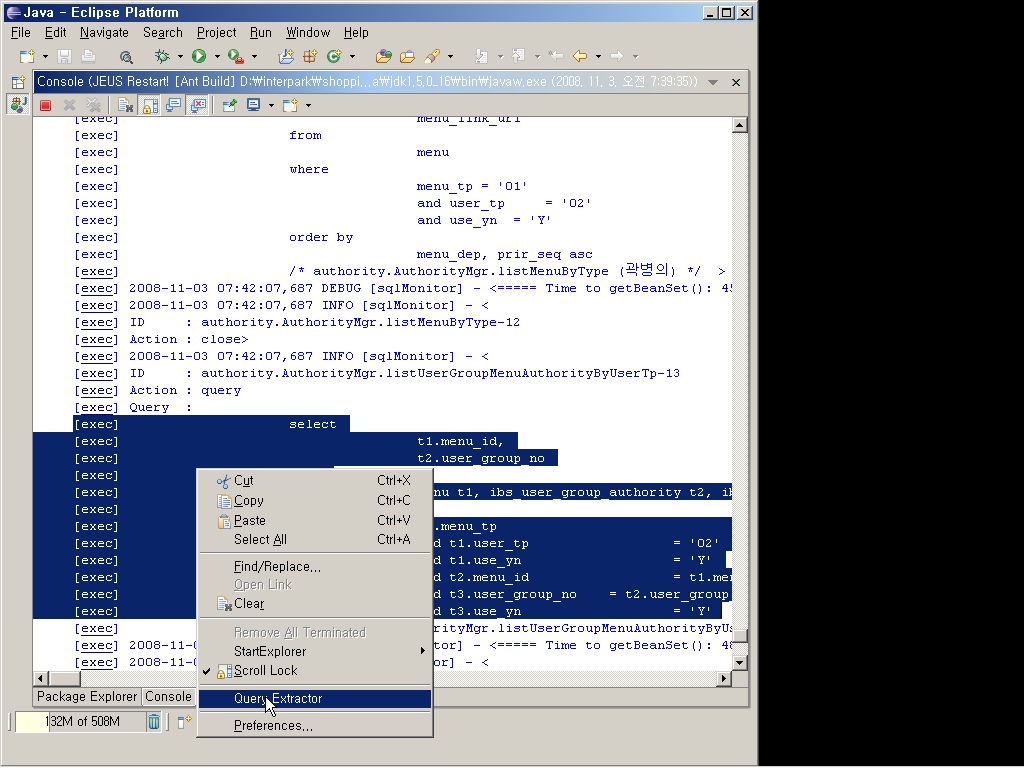 Java - Eclipse Platform
File Edit Navigate Search Project Run Window Help
Console (JEUS Restart! [Ant Build] D:₩interpark₩shoppi...a₩jdk1.5.0_16₩bin₩javaw.exe (2008. 11. 3. 오전 7:39:35))
[exec] menu_link_url
[exec] from
[exec] menu
[exec] where
[exec] menu_tp = '01'
[exec] and user_tp = '02'
[exec] and use_yn = 'Y'
[exec] order by
[exec] menu_dep, prir_seq asc
[exec] /* authority.AuthorityMgr.listMenuByType (곽병의) */ >
[exec] 2008-11-03 07:42:07,687 DEBUG [sqlMonitor] - <===== Time to getBeanSet(): 45
[exec] 2008-11-03 07:42:07,687 INFO [sqlMonitor] - <
[exec] ID : authority.AuthorityMgr.listMenuByType-12
[exec] Action : close>
[exec] 2008-11-03 07:42:07,687 INFO [sqlMonitor] - <
[exec] ID : authority.AuthorityMgr.listUserGroupMenuAuthorityByUserTp-13
[exec] Action : query
[exec] Query :
[exec] select
[exec] t1.menu_id,
[exec] t2.user_group_no
[exec]
[exec] nu t1, ibs_user_group_authority t2, ib
[exec]
[exec] .menu_tp
[exec] d t1.user_tp = '02'
[exec] d t1.use_yn = 'Y'
[exec] d t2.menu_id = t1.men
[exec] d t3.user_group_no = t2.user_group
[exec] d t3.use_yn = 'Y'
[exec] rityMgr.listUserGroupMenuAuthorityByUs
[exec] 2008-11-0 tor] - <===== Time to getBeanSet(): 48
[exec] 2008-11-0 or] - <
Cut Ctrl+X
Copy Ctrl+C
Paste Ctrl+V
Select All Ctrl+A
Find/Replace...
Open Link
Clear
Remove All Terminated
StartExplorer
Scroll Lock
Query Extractor
Preferences...
Package Explorer Console
132M of 508M